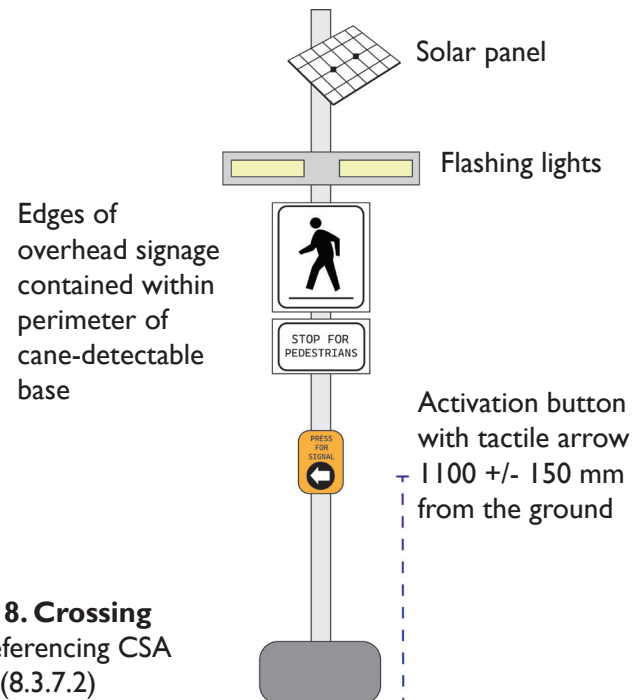 Solar panel
Flashing lights
Edges of
overhead signage
contained within
perimeter of
cane-detectable
base
STOP FOR
PEDESTRIANS
Activation button
with tactile arrow
1100 +/- 150 mm
from the ground
PRESS
FOR
SIGNAL
8. Crossing
eferencing CSA
(8.3.7.2)